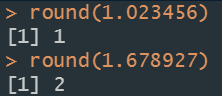 > round(1.023456)
[1] 1
> round(1.678927)
[1] 2